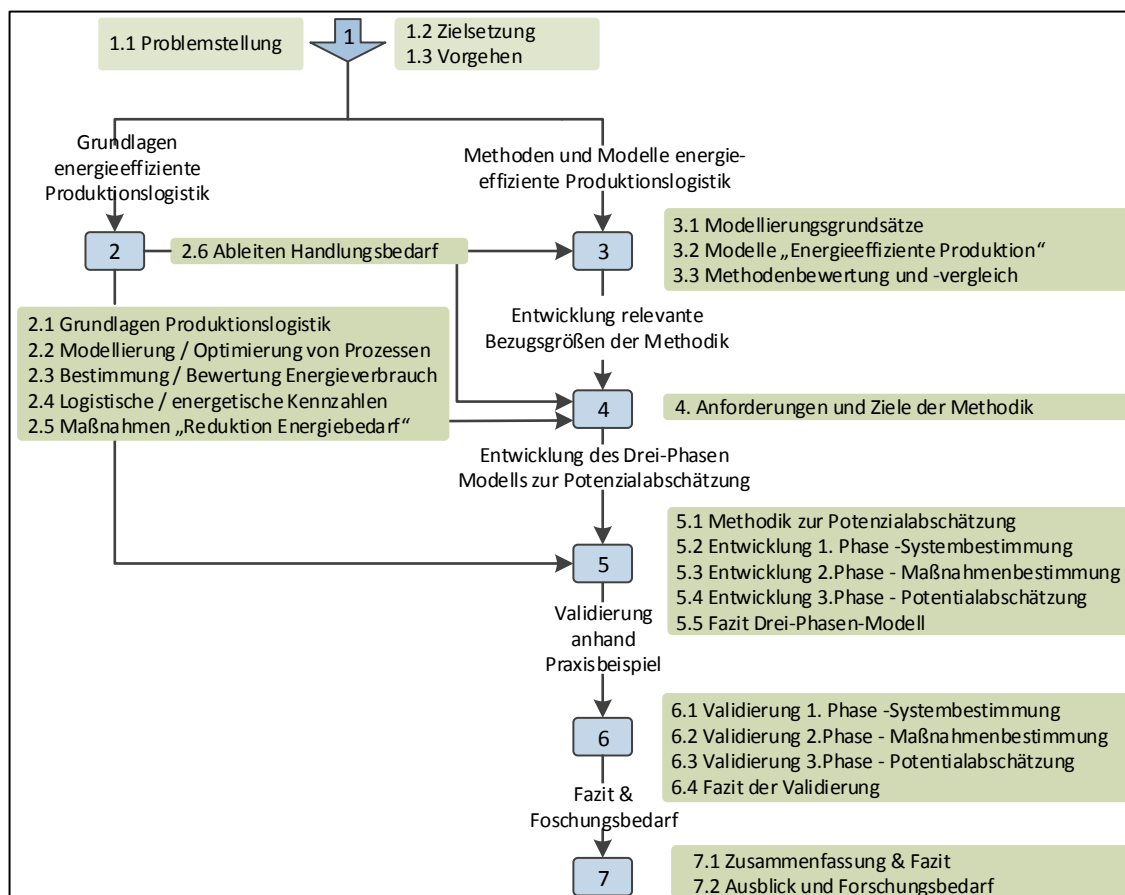 1.1 Problemstellung
1
1.2 Zielsetzung
1.3 Vorgehen
Grundlagen
energieeffiziente
Produktionslogistik
Methoden und Modelle energie-
effiziente Produktionslogistik
2
2.6 Ableiten Handlungsbedarf
3
3.1 Modellierungsgrundsätze
3.2 Modelle „Energieeffiziente Produktion“
3.3 Methodenbewertung und -vergleich
2.1 Grundlagen Produktionslogistik
2.2 Modellierung / Optimierung von Prozessen
2.3 Bestimmung / Bewertung Energieverbrauch
2.4 Logistische / energetische Kennzahlen
2.5 Maßnahmen „Reduktion Energiebedarf“
Entwicklung relevante
Bezugsgrößen der Methodik
4
4. Anforderungen und Ziele der Methodik
Entwicklung des Drei-Phasen
Modells zur Potenzialabschätzung
5
5.1 Methodik zur Potenzialabschätzung
5.2 Entwicklung 1. Phase -Systembestimmung
5.3 Entwicklung 2.Phase - Maßnahmenbestimmung
5.4 Entwicklung 3.Phase - Potentialabschätzung
5.5 Fazit Drei-Phasen-Modell
Validierung
anhand
Praxisbeispiel
6
6.1 Validierung 1. Phase -Systembestimmung
6.2 Validierung 2.Phase - Maßnahmenbestimmung
6.3 Validierung 3.Phase - Potentialabschätzung
6.4 Fazit der Validierung
Fazit &
Foschungsbedarf
7
7.1 Zusammenfassung & Fazit
7.2 Ausblick und Forschungsbedarf